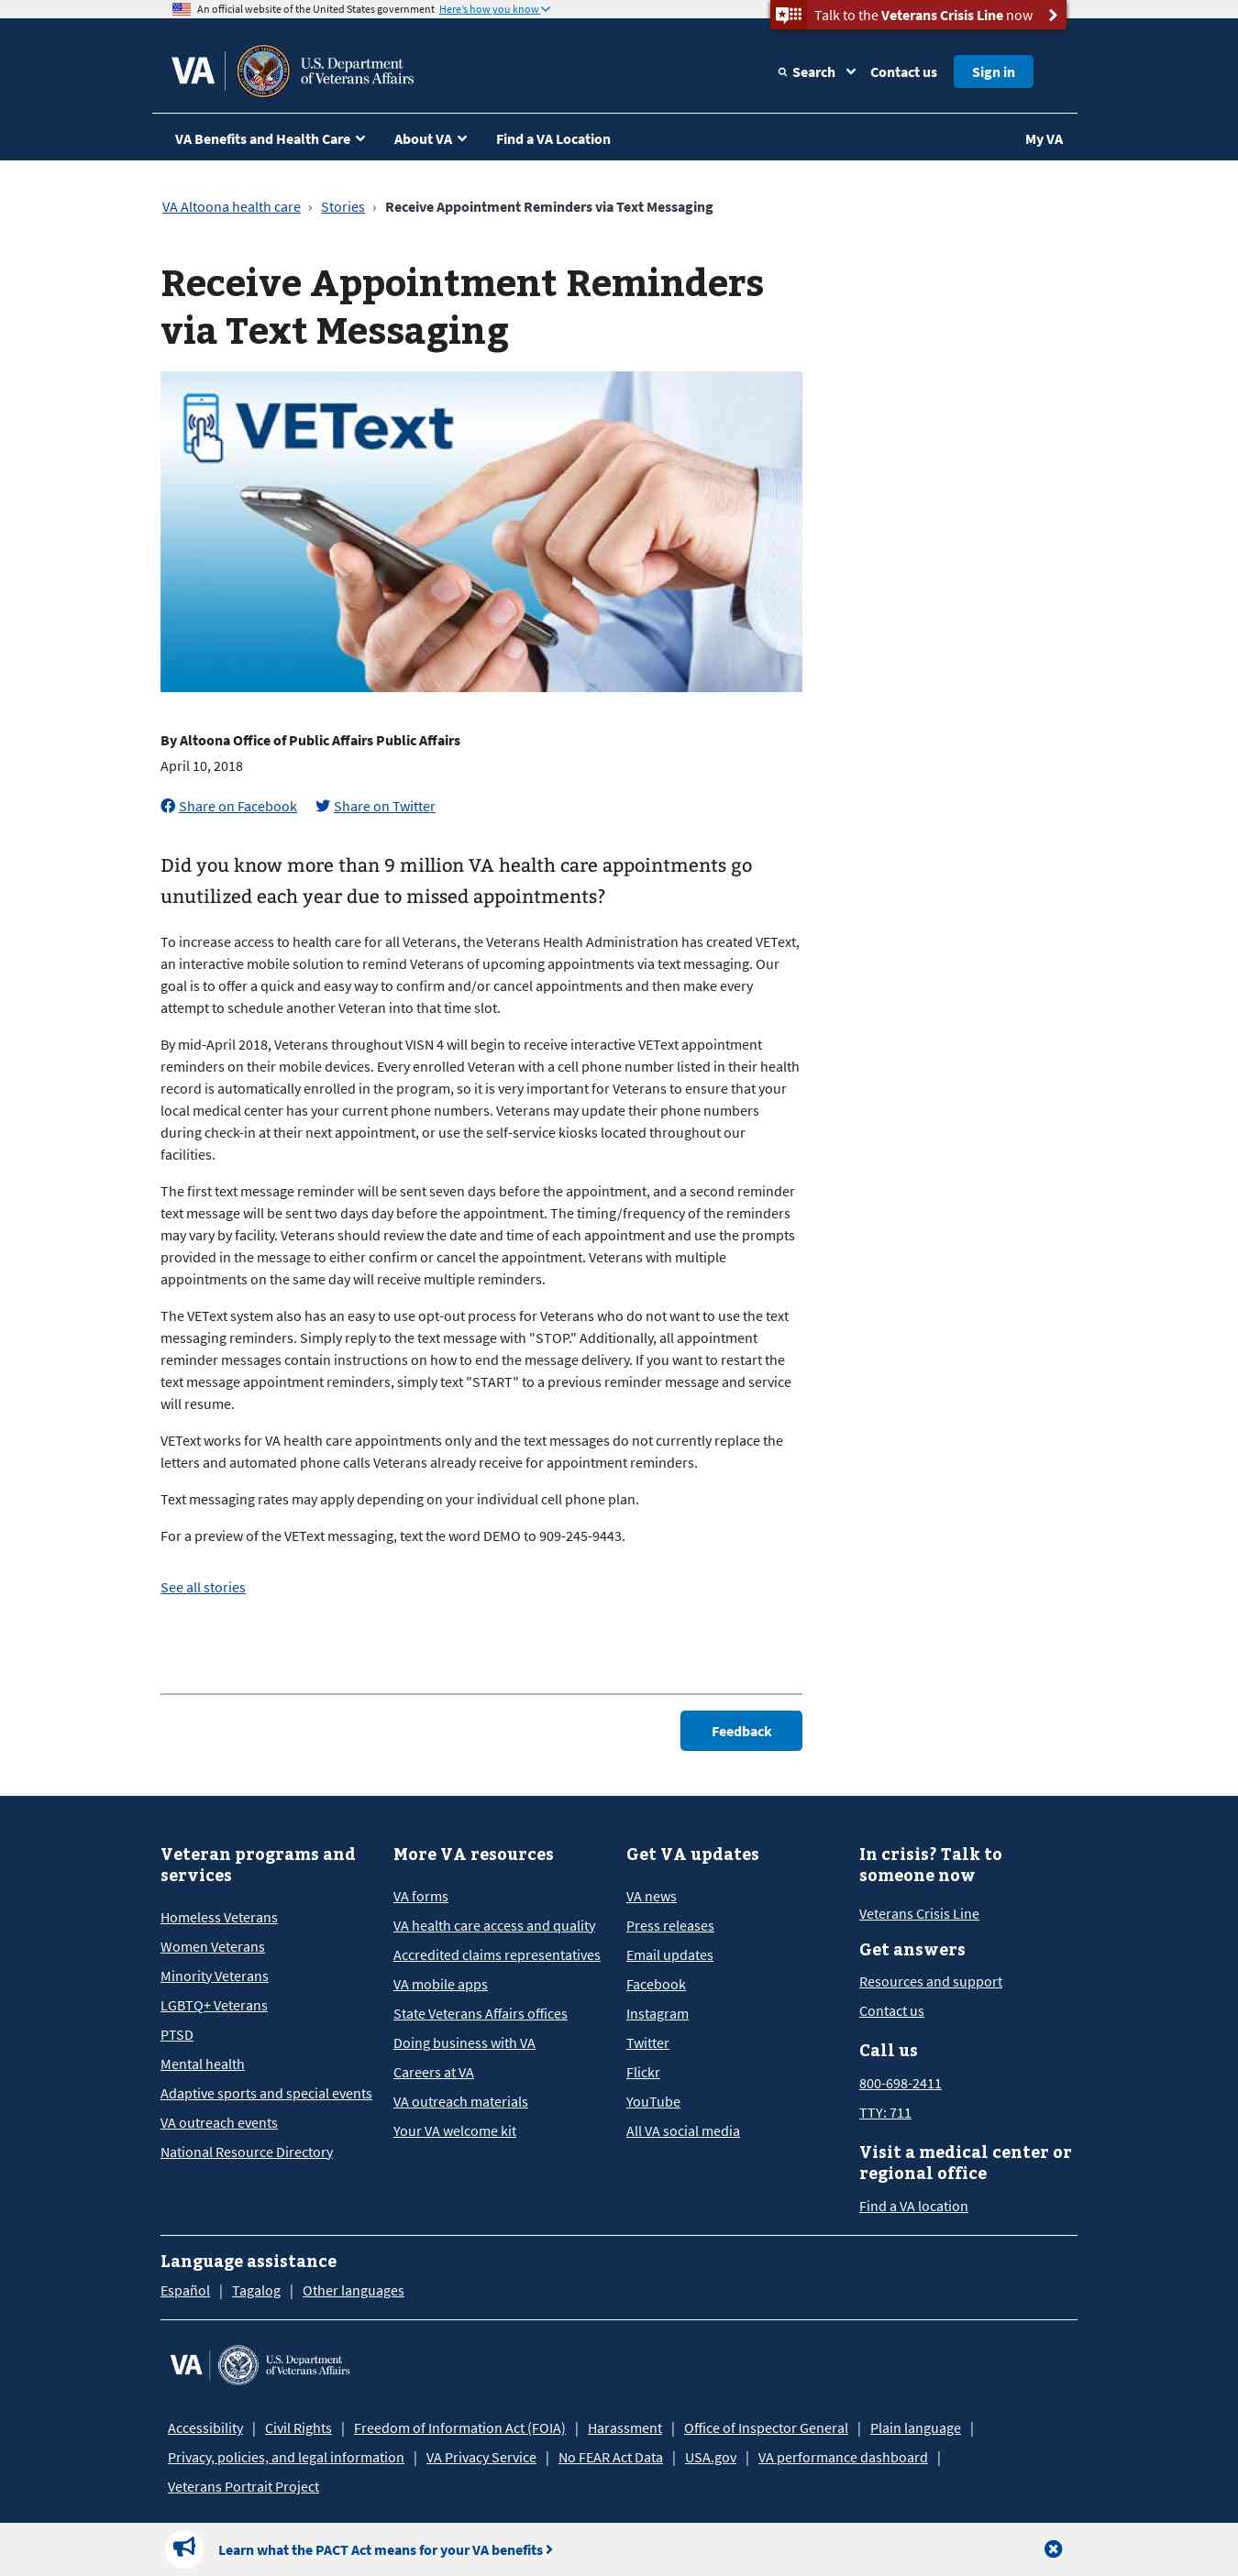 An official website of the United States government Here's how you know
Talk to the Veterans Crisis Line now
VA
U.S. Department
of Veterans Affairs
Search
Contact us
Sign in
VA Benefits and Health Care
About VA
Find a VA Location
My VA
VA Altoona health care › Stories › Receive Appointment Reminders via Text Messaging
Receive Appointment Reminders
via Text Messaging
VEText
By Altoona Office of Public Affairs Public Affairs
April 10, 2018
Share on Facebook Share on Twitter
Did you know more than 9 million VA health care appointments go
unutilized each year due to missed appointments?
To increase access to health care for all Veterans, the Veterans Health Administration has created VEText,
an interactive mobile solution to remind Veterans of upcoming appointments via text messaging. Our
goal is to offer a quick and easy way to confirm and/or cancel appointments and then make every
attempt to schedule another Veteran into that time slot.
By mid-April 2018, Veterans throughout VISN 4 will begin to receive interactive VEText appointment
reminders on their mobile devices. Every enrolled Veteran with a cell phone number listed in their health
record is automatically enrolled in the program, so it is very important for Veterans to ensure that your
local medical center has your current phone numbers. Veterans may update their phone numbers
during check-in at their next appointment, or use the self-service kiosks located throughout our
facilities.
The first text message reminder will be sent seven days before the appointment, and a second reminder
text message will be sent two days day before the appointment. The timing/frequency of the reminders
may vary by facility. Veterans should review the date and time of each appointment and use the prompts
provided in the message to either confirm or cancel the appointment. Veterans with multiple
appointments on the same day will receive multiple reminders.
The VEText system also has an easy to use opt-out process for Veterans who do not want to use the text
messaging reminders. Simply reply to the text message with "STOP." Additionally, all appointment
reminder messages contain instructions on how to end the message delivery. If you want to restart the
text message appointment reminders, simply text "START" to a previous reminder message and service
will resume.
VEText works for VA health care appointments only and the text messages do not currently replace the
letters and automated phone calls Veterans already receive for appointment reminders.
Text messaging rates may apply depending on your individual cell phone plan.
For a preview of the VEText messaging, text the word DEMO to 909-245-9443.
See all stories
Feedback
Veteran programs and
services
Homeless Veterans
Women Veterans
Minority Veterans
LGBTQ+ Veterans
PTSD
Mental health
Adaptive sports and special events
VA outreach events
National Resource Directory
More VA resources
VA forms
VA health care access and quality
Accredited claims representatives
VA mobile apps
State Veterans Affairs offices
Doing business with VA
Careers at VA
VA outreach materials
Your VA welcome kit
Get VA updates
VA news
Press releases
Email updates
Facebook
Instagram
Twitter
Flickr
YouTube
All VA social media
In crisis? Talk to
someone now
Veterans Crisis Line
Get answers
Resources and support
Contact us
Call us
800-698-2411
TTY: 711
Visit a medical center or
regional office
Find a VA location
Language assistance
Español | Tagalog | Other languages
VA
U.S. Department
of Veterans Affairs
Accessibility | Civil Rights | Freedom of Information Act (FOIA) | Harassment | Office of Inspector General | Plain language |
Privacy, policies, and legal information | VA Privacy Service | No FEAR Act Data | USA.gov | VA performance dashboard |
Veterans Portrait Project
Learn what the PACT Act means for your VA benefits